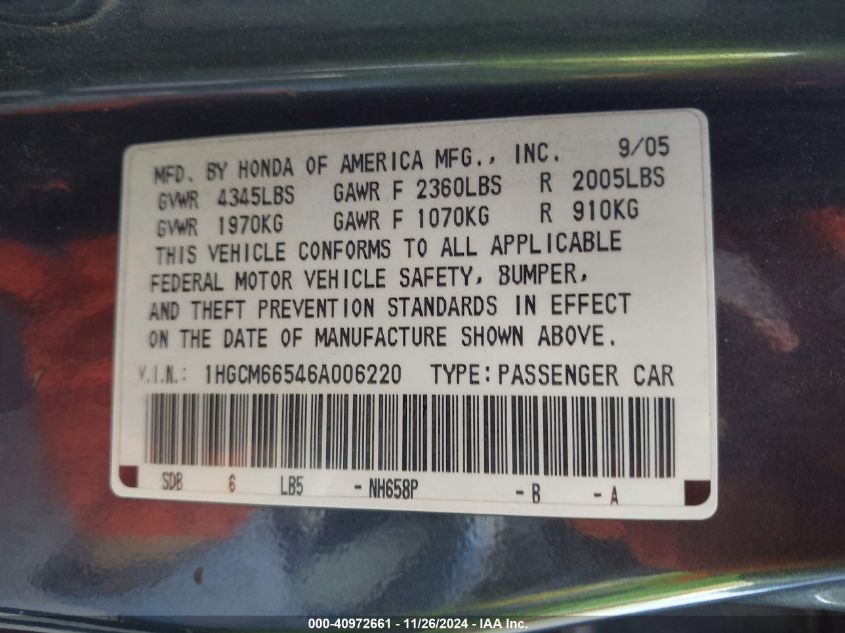 MFD. BY HONDA OF AMERICA MFG., INC. 9/05
GVWR 4345LBS GAWR F 2360LBS R 2005LBS
GVWR 1970KG GAWR F 1070KG R 910KG
THIS VEHICLE CONFORMS TO ALL APPLICABLE
FEDERAL MOTOR VEHICLE SAFETY, BUMPER,
AND THEFT PREVENTION STANDARDS IN EFFECT
ON THE DATE OF MANUFACTURE SHOWN ABOVE.
V.I.N.: 1HGCM66546A006220 TYPE: PASSENGER CAR
SDB 6 LB5 - NH658P - B - A
000-40972661 - 11/26/2024 - IAA Inc.